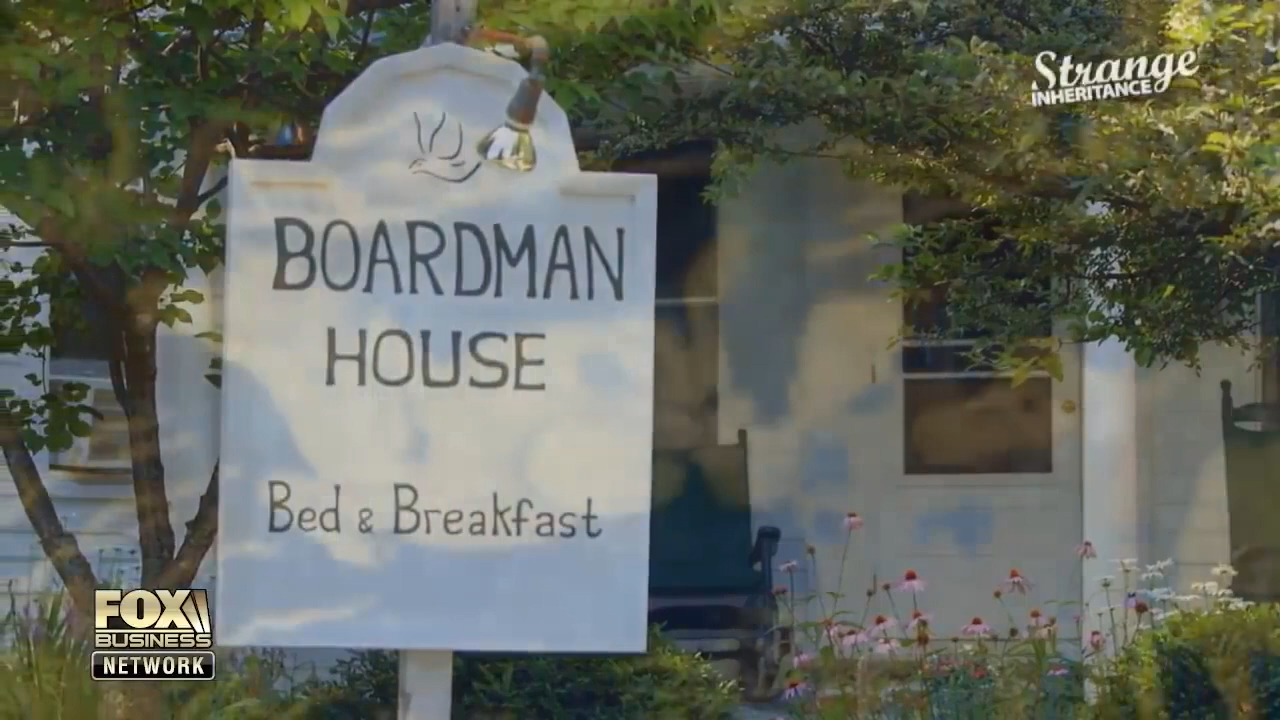 Strange
INHERITANCE
BOARDMAN
HOUSE
Bed & Breakfast
FOX
BUSINESS
NETWORK